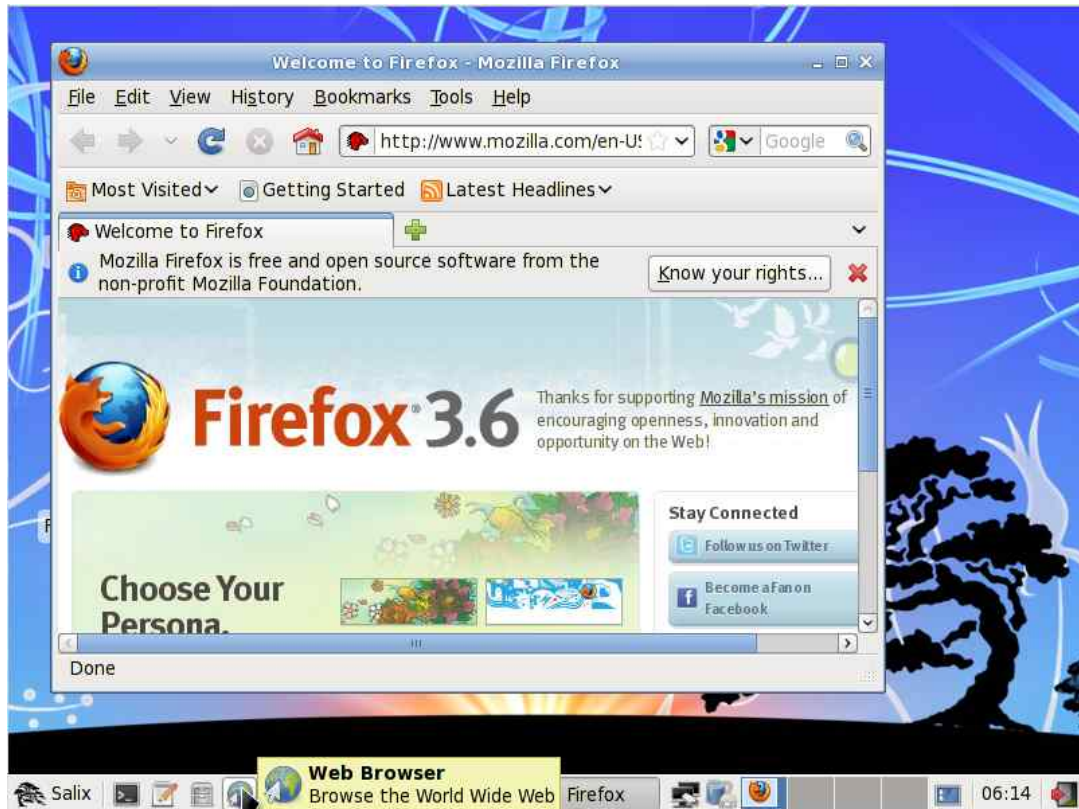 Welcome to Firefox - Mozilla Firefox
File Edit View History Bookmarks Tools Help
http://www.mozilla.com/en-US
Google
Most Visited Getting Started Latest Headlines
Welcome to Firefox
Mozilla Firefox is free and open source software from the
non-profit Mozilla Foundation.
Know your rights...
Firefox® 3.6
Thanks for supporting Mozilla's mission of
encouraging openness, innovation and
opportunity on the Web!
Stay Connected
Follow us on Twitter
Choose Your
Persona.
Become a Fan on
Facebook
Done
Web Browser
Browse the World Wide Web
Salix
Firefox
06:14